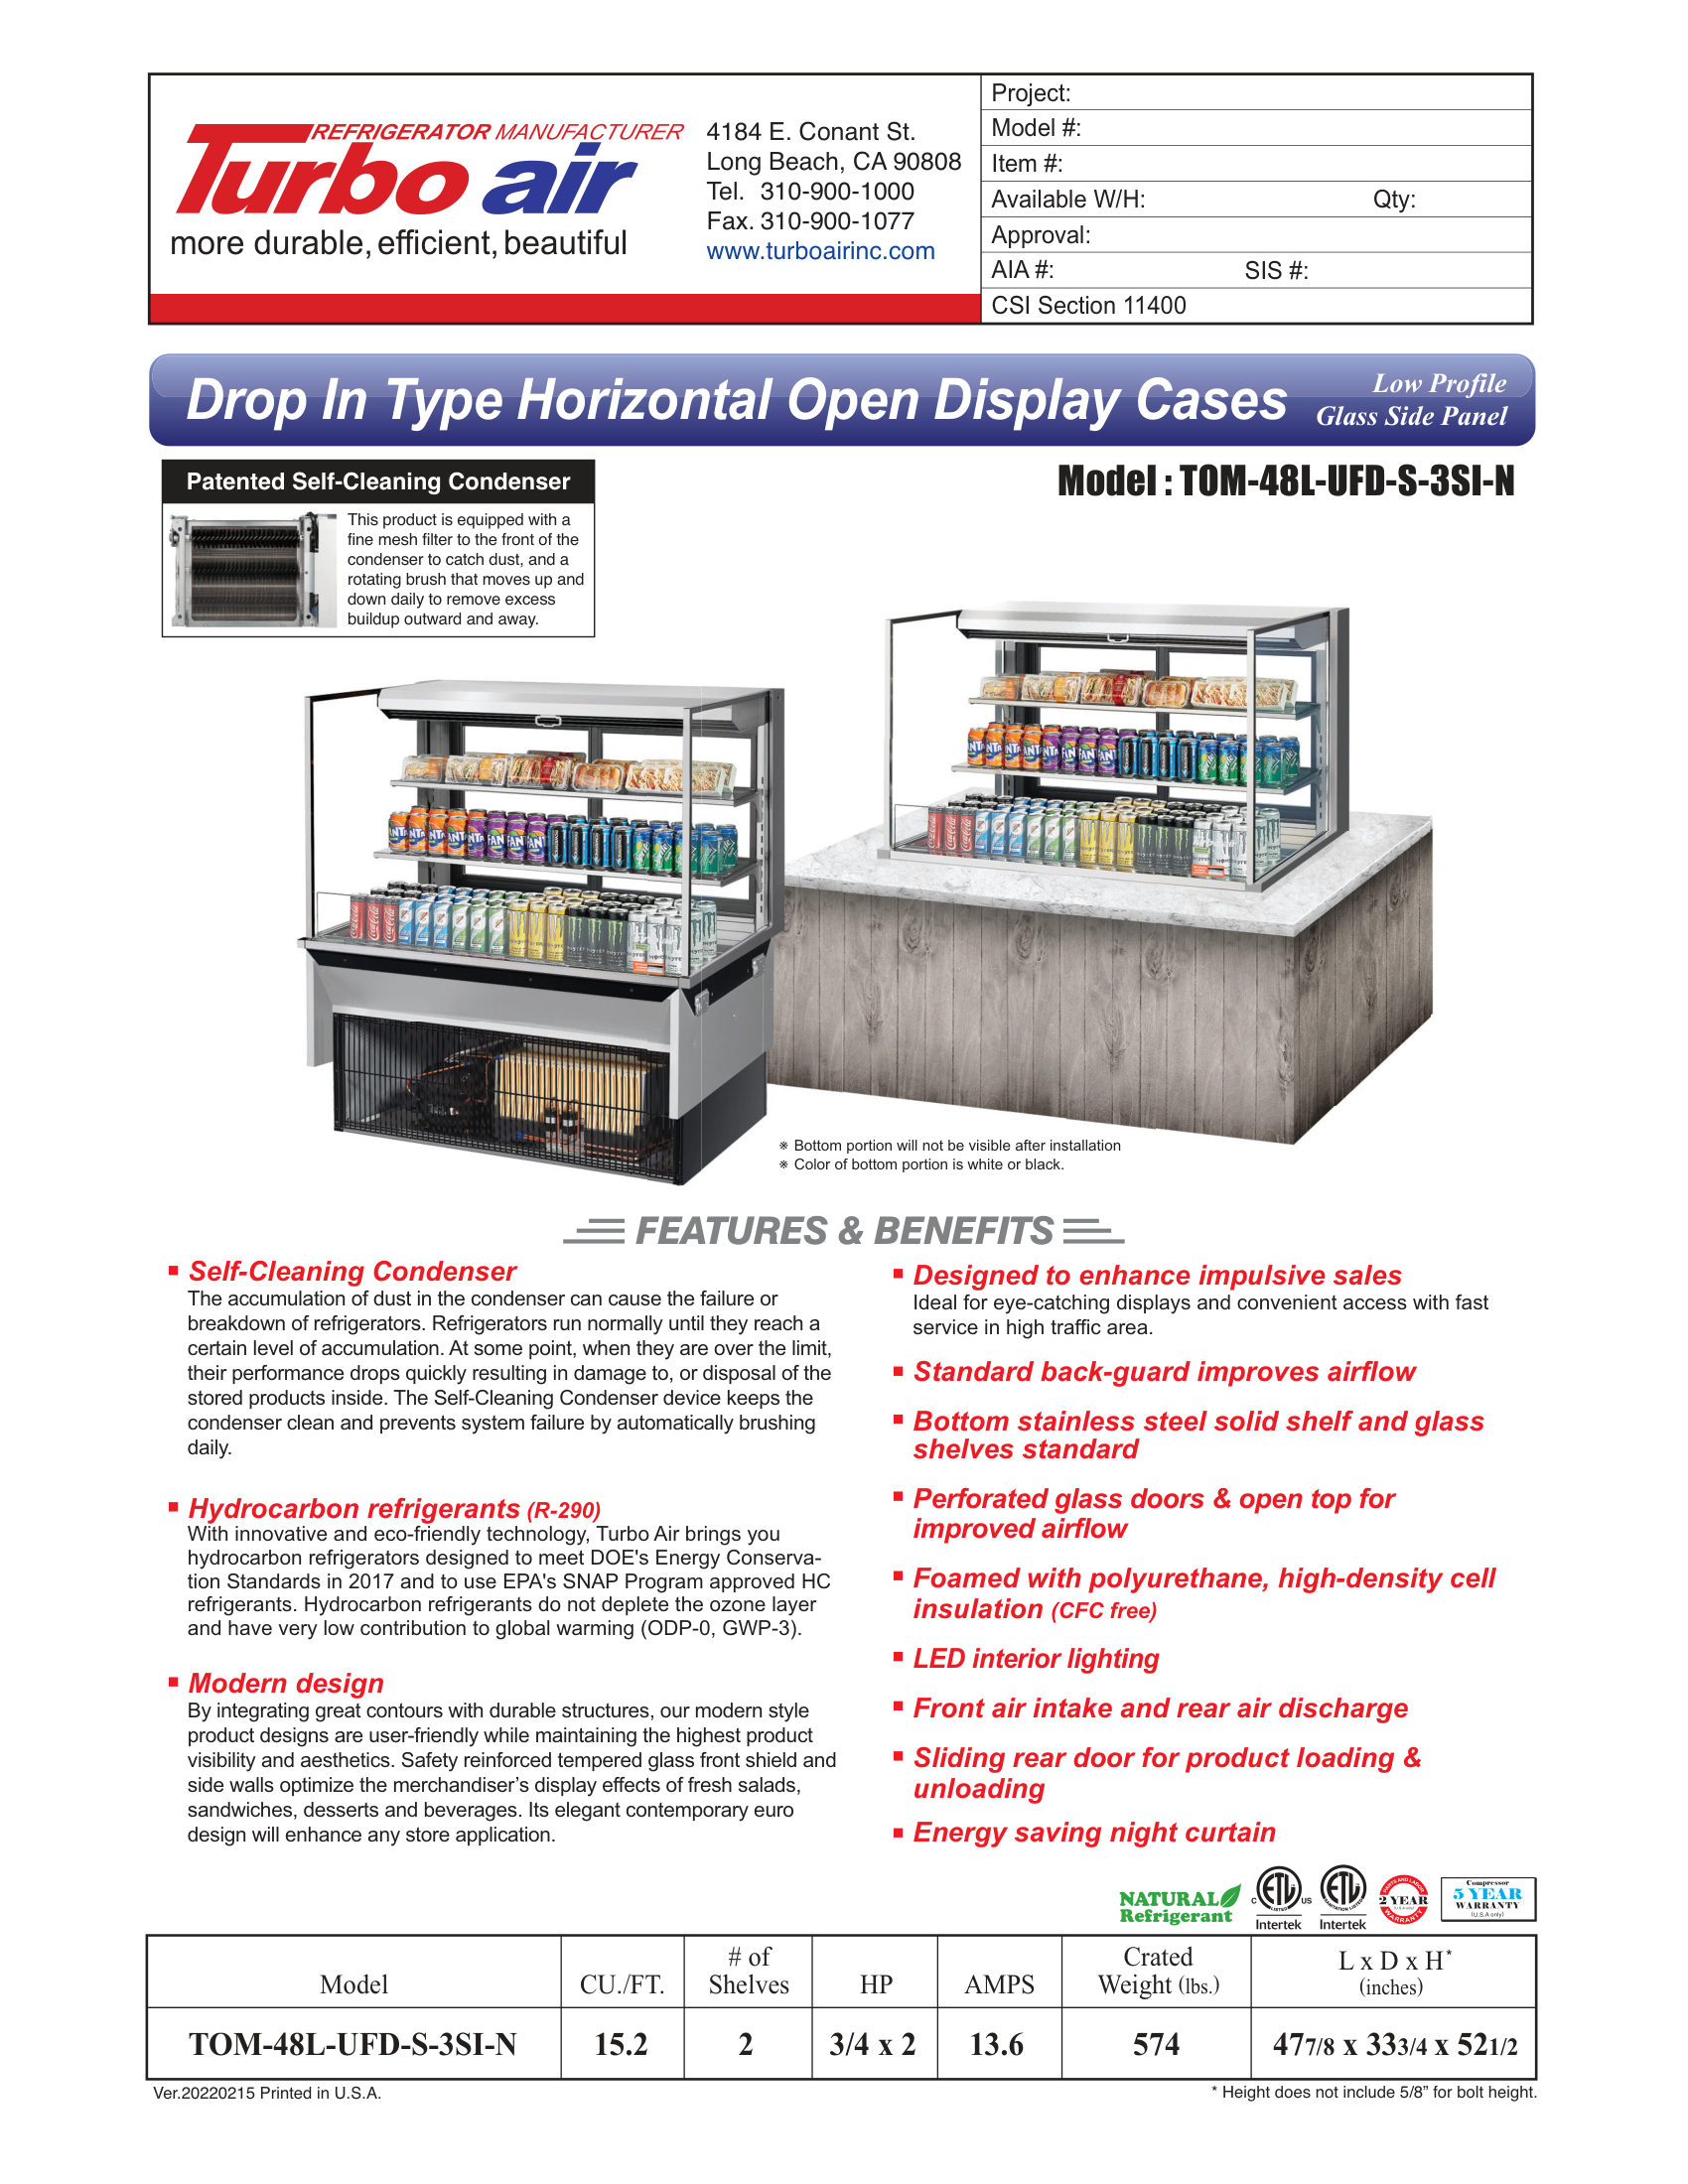 REFRIGERATOR MANUFACTURER
Turbo air
more durable, efficient, beautiful
4184 E. Conant St.
Long Beach, CA 90808
Tel. 310-900-1000
Fax. 310-900-1077
www.turboairinc.com
Project:
Model #:
Item #:
Available W/H: Qty:
Approval:
AIA #: SIS #:
CSI Section 11400
Drop In Type Horizontal Open Display Cases
Low Profile
Glass Side Panel
Patented Self-Cleaning Condenser
This product is equipped with a
fine mesh filter to the front of the
condenser to catch dust, and a
rotating brush that moves up and
down daily to remove excess
buildup outward and away.
Model : TOM-48L-UFD-S-3SI-N
※ Bottom portion will not be visible after installation
※ Color of bottom portion is white or black.
FEATURES & BENEFITS
Self-Cleaning Condenser
The accumulation of dust in the condenser can cause the failure or
breakdown of refrigerators. Refrigerators run normally until they reach a
certain level of accumulation. At some point, when they are over the limit,
their performance drops quickly resulting in damage to, or disposal of the
stored products inside. The Self-Cleaning Condenser device keeps the
condenser clean and prevents system failure by automatically brushing
daily.
Hydrocarbon refrigerants (R-290)
With innovative and eco-friendly technology, Turbo Air brings you
hydrocarbon refrigerators designed to meet DOE's Energy Conserva-
tion Standards in 2017 and to use EPA's SNAP Program approved HC
refrigerants. Hydrocarbon refrigerants do not deplete the ozone layer
and have very low contribution to global warming (ODP-0, GWP-3).
Modern design
By integrating great contours with durable structures, our modern style
product designs are user-friendly while maintaining the highest product
visibility and aesthetics. Safety reinforced tempered glass front shield and
side walls optimize the merchandiser's display effects of fresh salads,
sandwiches, desserts and beverages. Its elegant contemporary euro
design will enhance any store application.
Designed to enhance impulsive sales
Ideal for eye-catching displays and convenient access with fast
service in high traffic area.
Standard back-guard improves airflow
Bottom stainless steel solid shelf and glass
shelves standard
Perforated glass doors & open top for
improved airflow
Foamed with polyurethane, high-density cell
insulation (CFC free)
LED interior lighting
Front air intake and rear air discharge
Sliding rear door for product loading &
unloading
Energy saving night curtain
NATURAL
Refrigerant
C ETL LISTED US
Intertek
ETL SANITATION LISTED
Intertek
PARTS AND LABOR
2 YEAR
(U.S.A only)
WARRANTY
Compressor
5 YEAR
WARRANTY
(U.S.A only)
Model CU./FT. # of Shelves HP AMPS Crated Weight (lbs.) L x D x H* (inches)
TOM-48L-UFD-S-3SI-N 15.2 2 3/4 x 2 13.6 574 47 7/8 x 33 3/4 x 52 1/2
Ver.20220215 Printed in U.S.A.
* Height does not include 5/8" for bolt height.